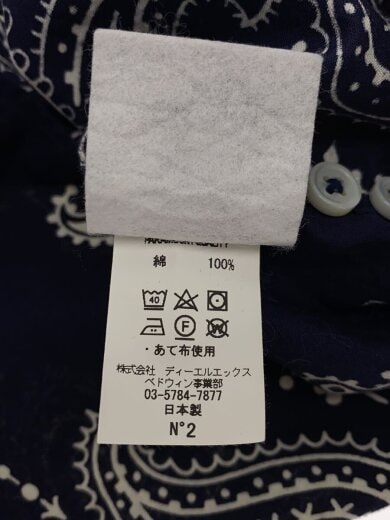 綿 100%
40
F W
・あて布使用
株式会社 ディーエルエックス
ベドウィン事業部
03-5784-7877
日本製
N°2